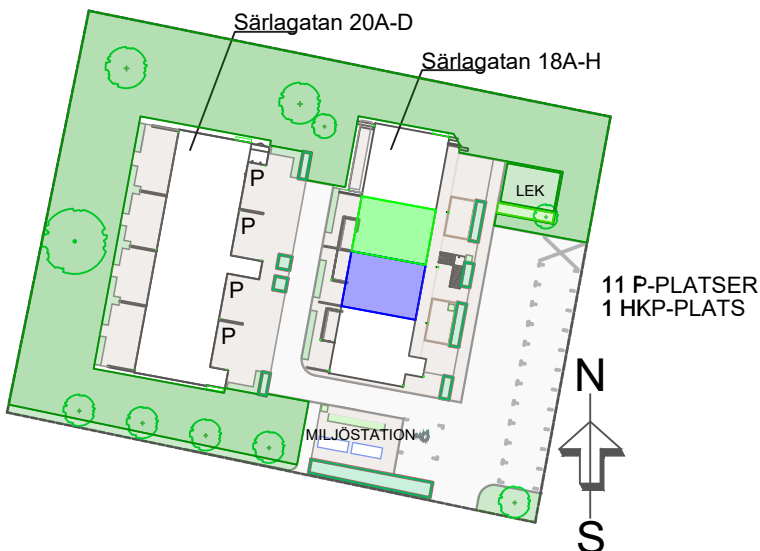 Särlagatan 20A-D
Särlagatan 18A-H
P
P
P
P
LEK
11 P-PLATSER
1 HKP-PLATS
MILJÖSTATION
N
S